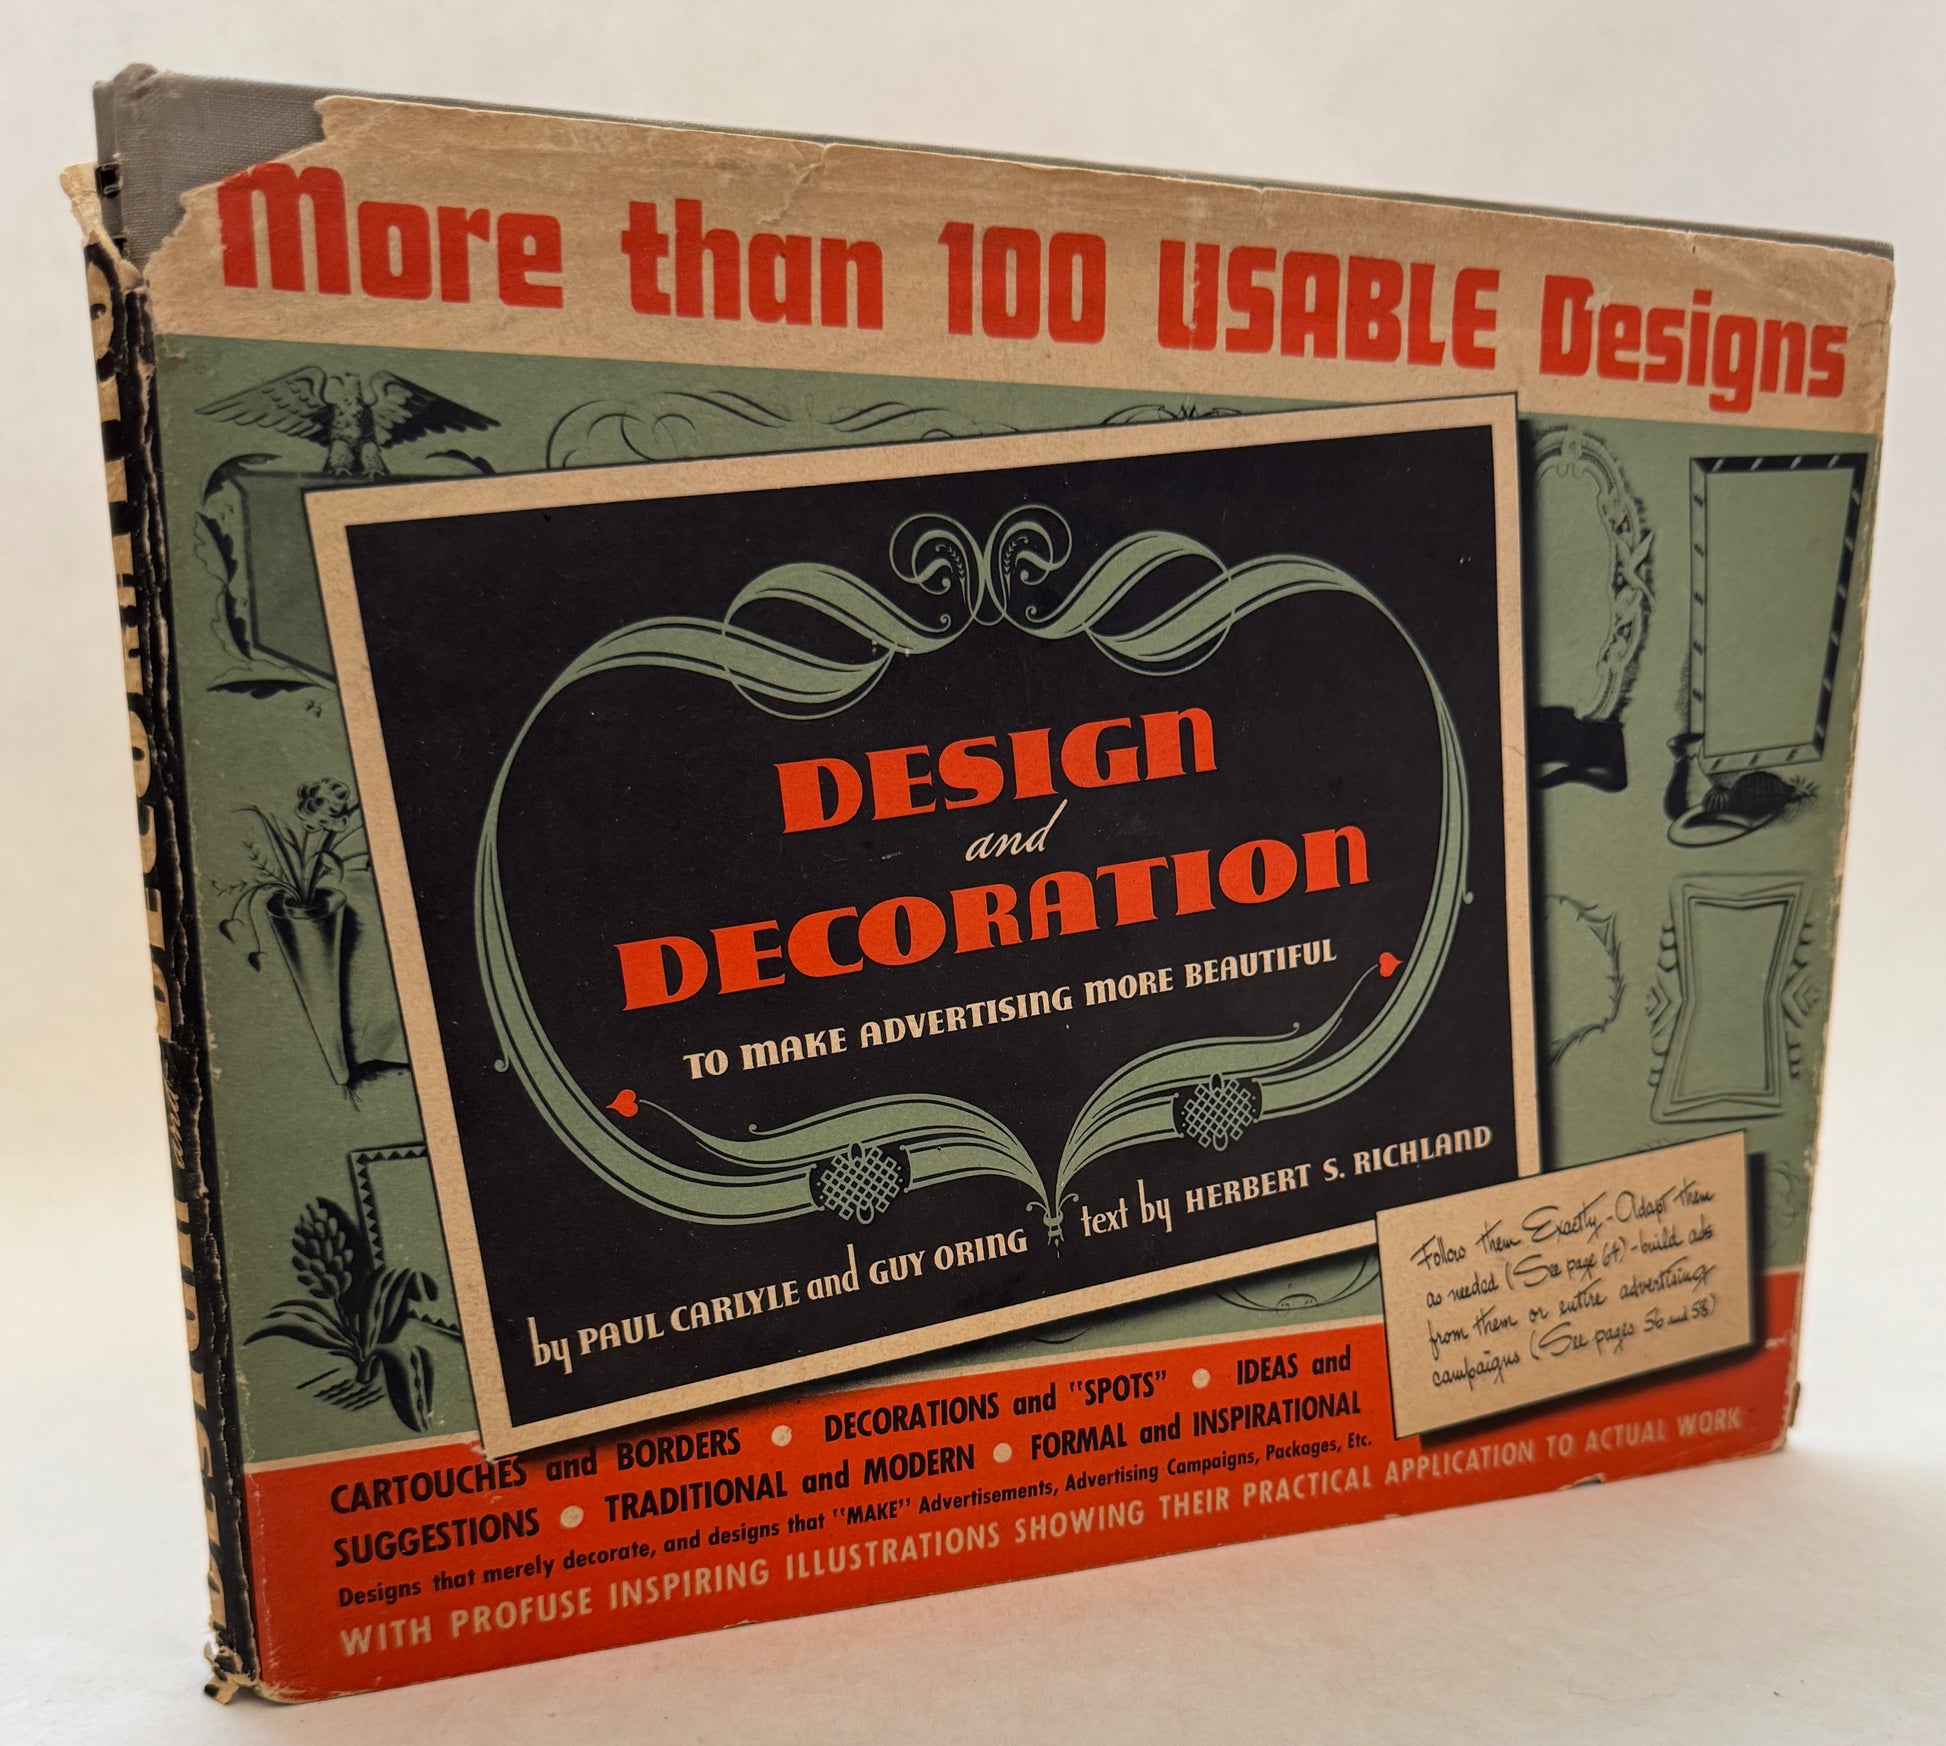 More than 100 USABLE Designs
DESIGN
and
DECORATION
TO MAKE ADVERTISING MORE BEAUTIFUL
by PAUL CARLYLE and GUY ORING text by HERBERT S. RICHLAND
Follow them Exactly - Adapt them
as needed (See page 64) - build ads
from them or entire advertising
campaigns (See pages 56 and 58)
CARTOUCHES and BORDERS • DECORATIONS and "SPOTS" • IDEAS and
SUGGESTIONS • TRADITIONAL and MODERN • FORMAL and INSPIRATIONAL
Designs that merely decorate, and designs that "MAKE" Advertisements, Advertising Campaigns, Packages, Etc.
WITH PROFUSE INSPIRING ILLUSTRATIONS SHOWING THEIR PRACTICAL APPLICATION TO ACTUAL WORK